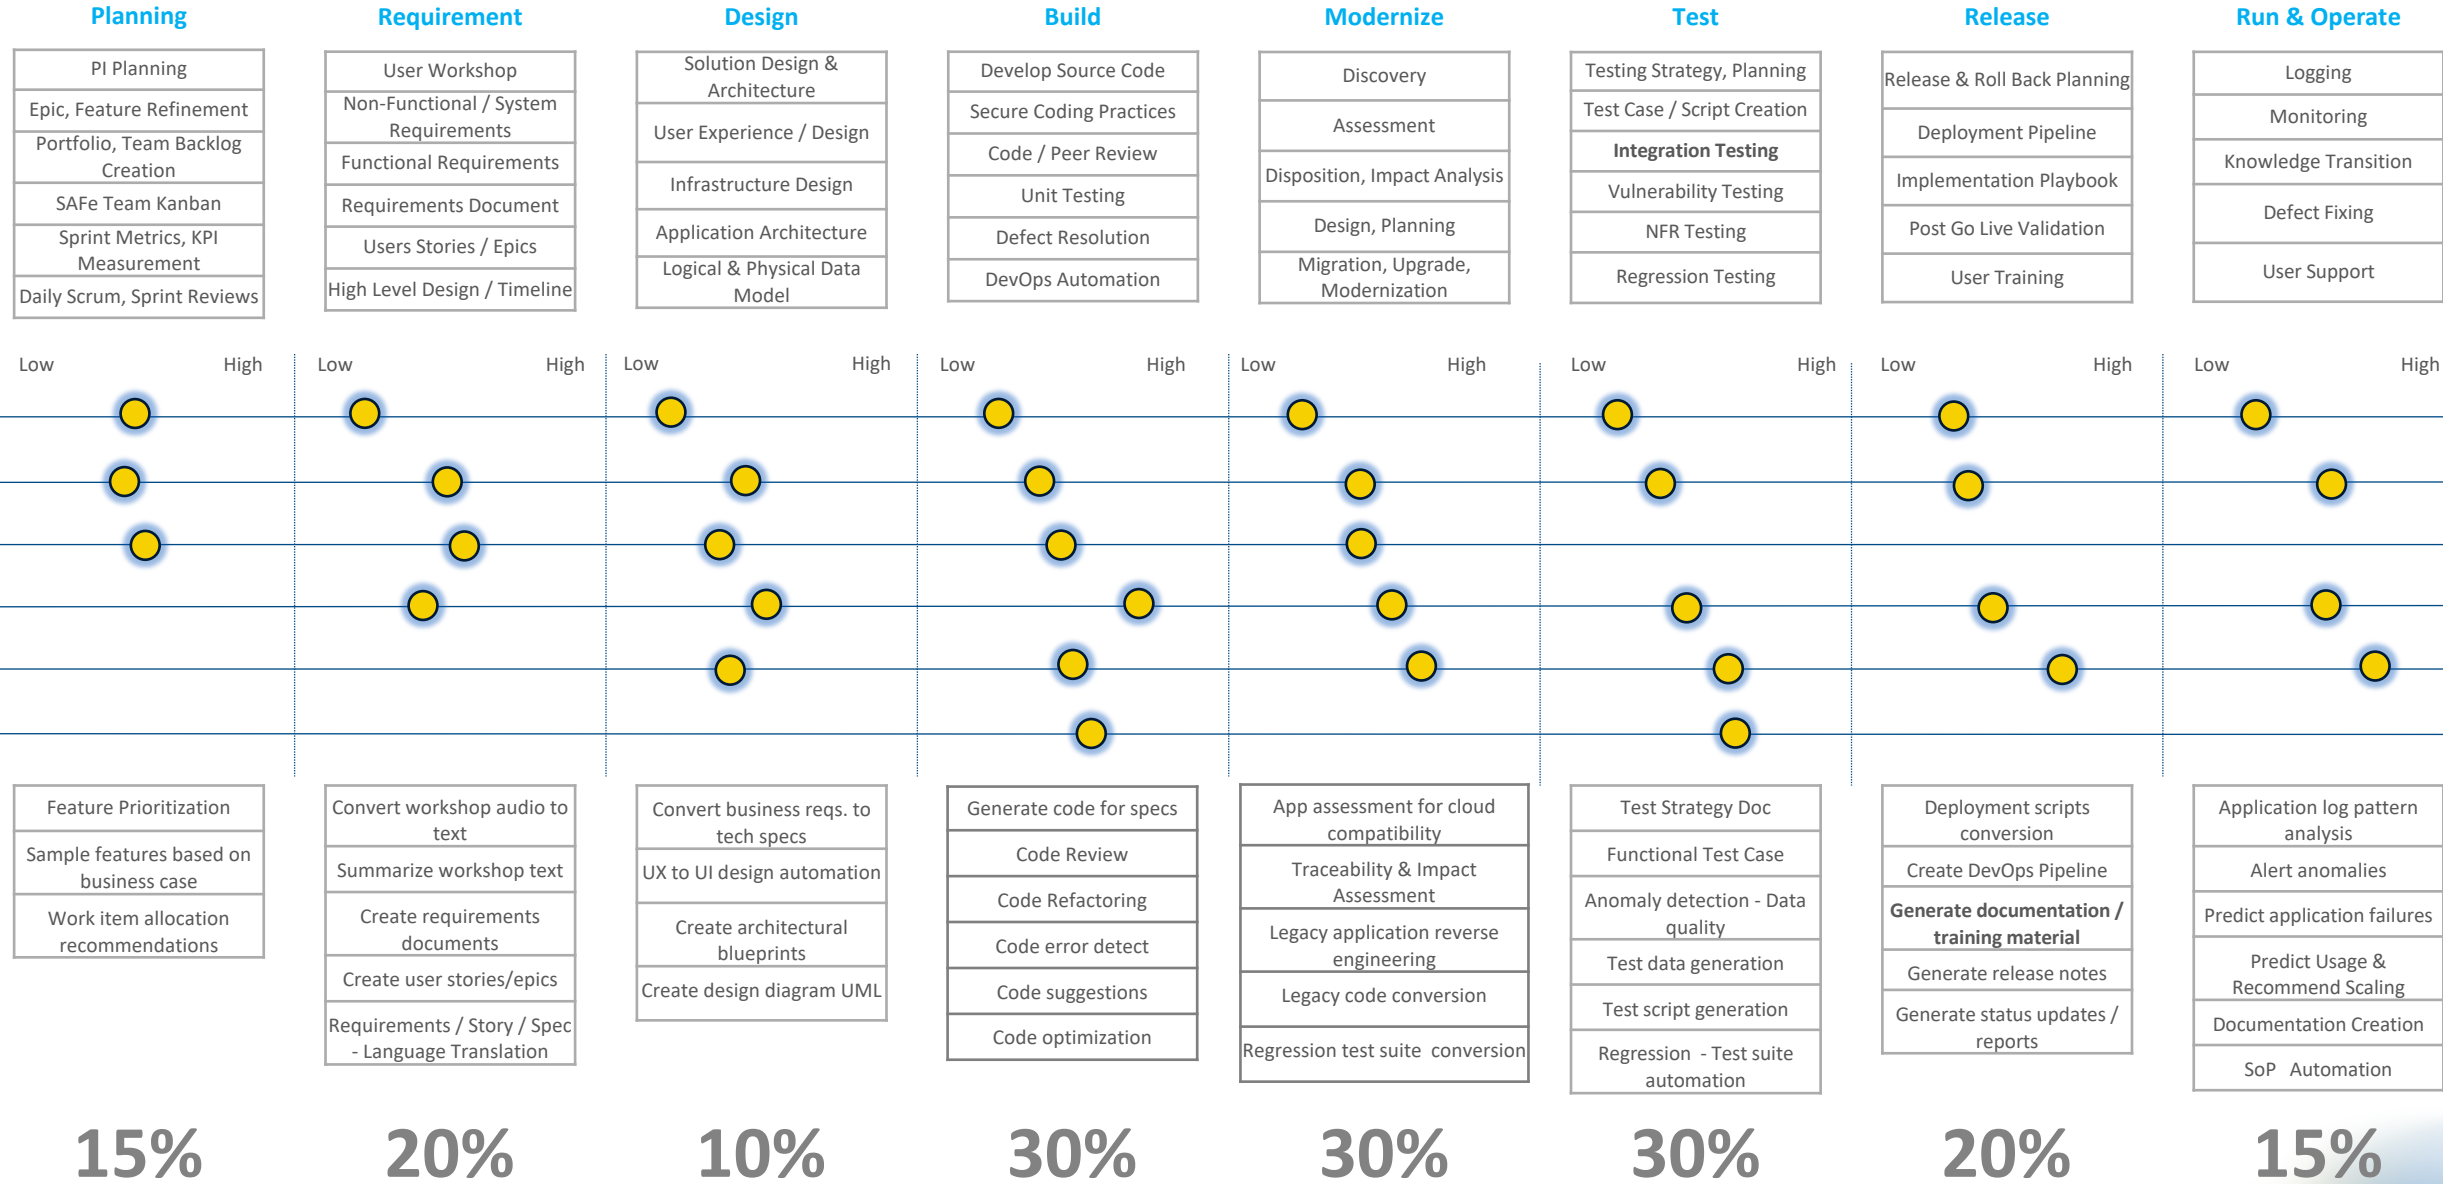 Planning
Requirement
Design
Build
Modernize
Test
Release
Run & Operate
PI Planning
Epic, Feature Refinement
Portfolio, Team Backlog
Creation
SAFe Team Kanban
Sprint Metrics, KPI
Measurement
Daily Scrum, Sprint Reviews
User Workshop
Non-Functional / System
Requirements
Functional Requirements
Requirements Document
Users Stories / Epics
High Level Design / Timeline
Solution Design &
Architecture
User Experience / Design
Infrastructure Design
Application Architecture
Logical & Physical Data
Model
Develop Source Code
Secure Coding Practices
Code / Peer Review
Unit Testing
Defect Resolution
DevOps Automation
Discovery
Assessment
Disposition, Impact Analysis
Design, Planning
Migration, Upgrade,
Modernization
Testing Strategy, Planning
Test Case / Script Creation
Integration Testing
Vulnerability Testing
NFR Testing
Regression Testing
Release & Roll Back Planning
Deployment Pipeline
Implementation Playbook
Post Go Live Validation
User Training
Logging
Monitoring
Knowledge Transition
Defect Fixing
User Support
Low High
Low High
Low High
Low High
Low High
Low High
Low High
Low High
Feature Prioritization
Sample features based on
business case
Work item allocation
recommendations
Convert workshop audio to
text
Summarize workshop text
Create requirements
documents
Create user stories/epics
Requirements / Story / Spec
- Language Translation
Convert business reqs. to
tech specs
UX to UI design automation
Create architectural
blueprints
Create design diagram UML
Generate code for specs
Code Review
Code Refactoring
Code error detect
Code suggestions
Code optimization
App assessment for cloud
compatibility
Traceability & Impact
Assessment
Legacy application reverse
engineering
Legacy code conversion
Regression test suite conversion
Test Strategy Doc
Functional Test Case
Anomaly detection - Data
quality
Test data generation
Test script generation
Regression - Test suite
automation
Deployment scripts
conversion
Create DevOps Pipeline
Generate documentation /
training material
Generate release notes
Generate status updates /
reports
Application log pattern
analysis
Alert anomalies
Predict application failures
Predict Usage &
Recommend Scaling
Documentation Creation
SoP Automation
15%
20%
10%
30%
30%
30%
20%
15%